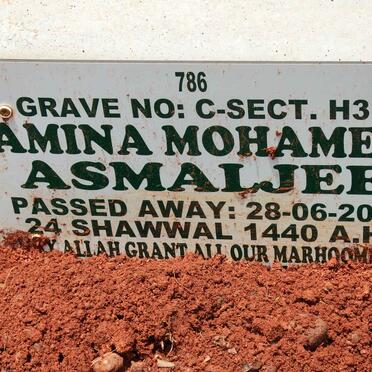 786
GRAVE NO: C-SECT. H3
AMINA MOHAME
ASMALJEE
PASSED AWAY: 28-06-20
24 SHAWWAL 1440 A.H
ALLAH GRANT ALL OUR MARHOOM